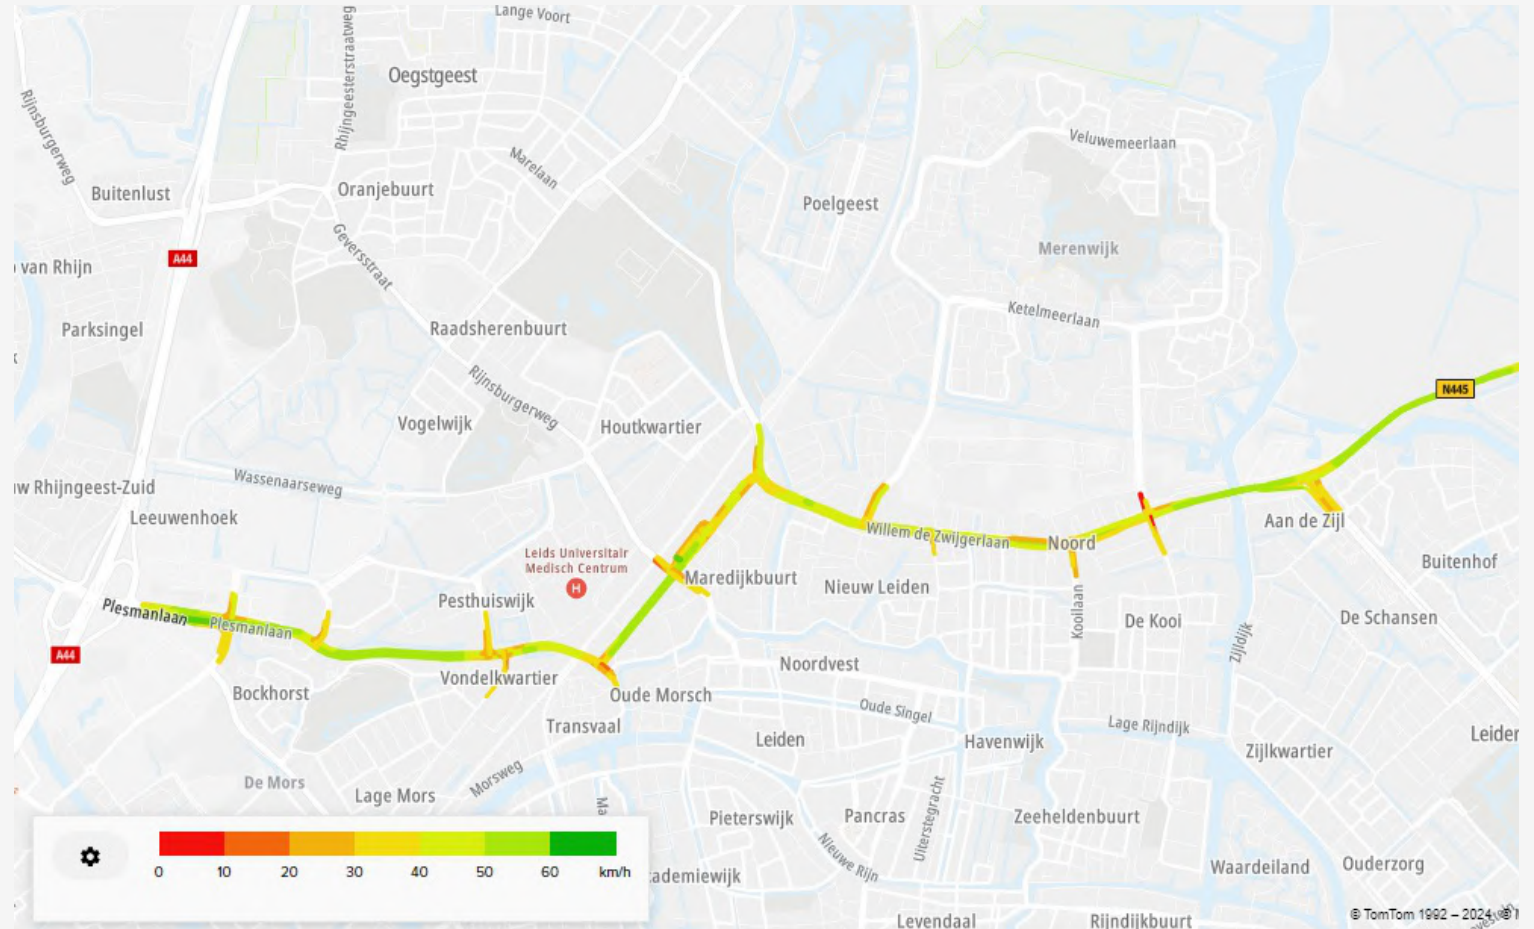 Lange Voort
Rhijngeesterstraatweg
Oegstgeest
Rijnsburgerweg
Veluwemeerlaan
Marelaan
Buitenlust
Oranjebuurt
Poelgeest
Geversstraat
Merenwijk
A44
van Rhijn
Ketelmeerlaan
Parksingel
Raadsherenbuurt
Rijnsburgerweg
N445
Vogelwijk
Houtkwartier
Wassenaarseweg
w Rhijngeest-Zuid
Leeuwenhoek
Aan de Zijl
Willem de Zwijgerlaan
Noord
Leids Universitair
Medisch Centrum
H
Buitenhof
Maredijkbuurt
Nieuw Leiden
Pesthuiswijk
Plesmanlaan
Plesmanlaan
Kooilaan
De Kooi
De Schansen
Zijldijk
A44
Noordvest
Vondelkwartier
Bockhorst
Oude Morsch
Oude Singel
Transvaal
Lage Rijndijk
Leiden
Havenwijk
Leider
Zijlkwartier
De Mors
Morsweg
Lage Mors
Ma
Uiterstegracht
Pieterswijk
Pancras
Zeeheldenbuurt
Nieuwe Rijn
Waardeiland
Ouderzorg
cademiewijk
0 10 20 30 40 50 60 km/h
Levendaal
Rijndijkbuurt
© TomTom 1992 – 2024, ©